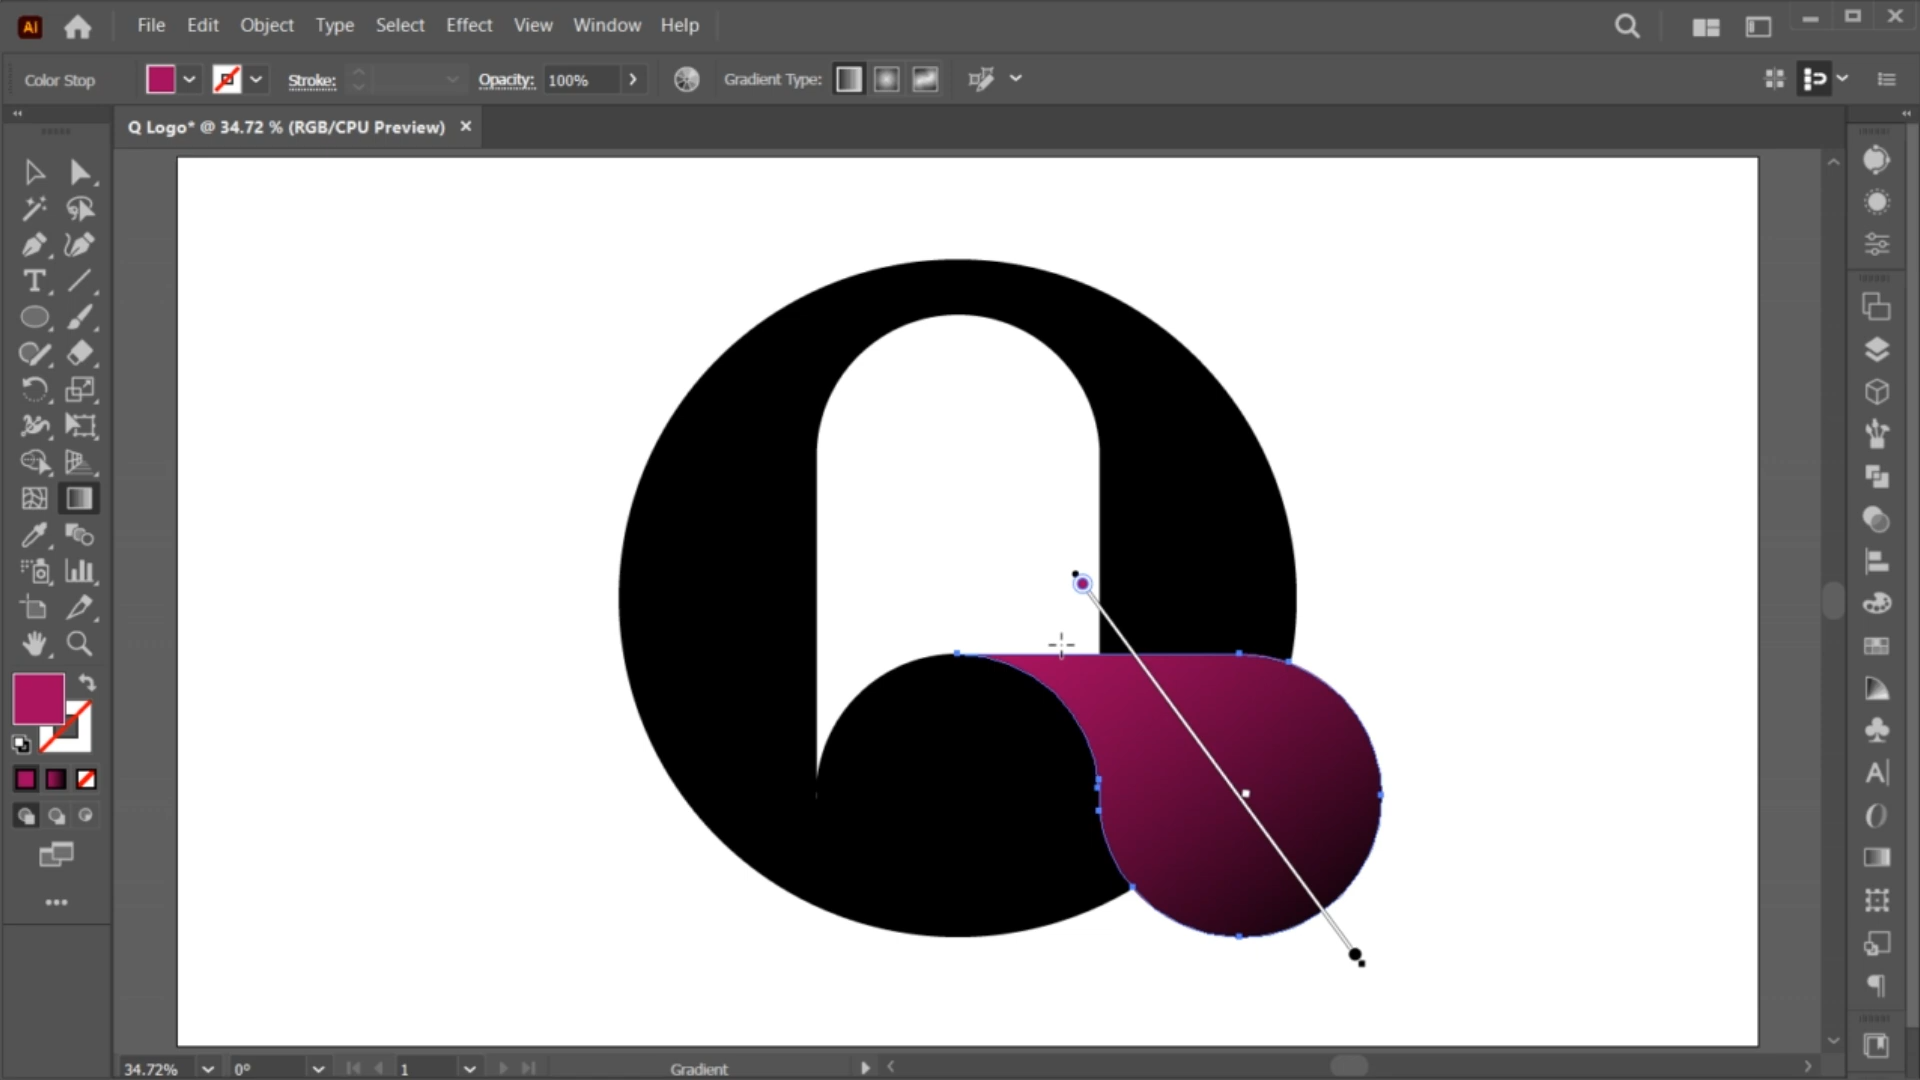 Ai File Edit Object Type Select Effect View Window Help
Color Stop Stroke: Opacity: 100% Gradient Type:
Q Logo* @ 34.72 % (RGB/CPU Preview)
34.72% 0° 1 Gradient